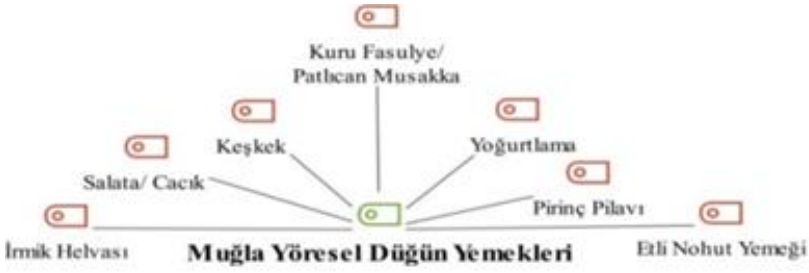 Kuru Fasulye/
Patlıcan Musakka
Keşkek
Yoğurtlama
Salata/ Cacık
Pirinç Pilavı
İrmik Helvası
Muğla Yöresel Düğün Yemekleri
Etli Nohut Yemeği